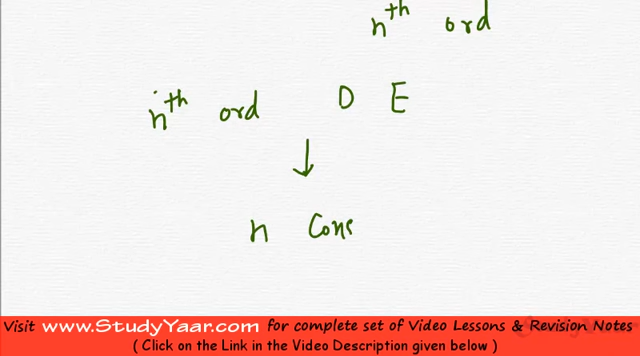 nth ord
nth ord D E
↓
n Cons
Visit www.StudyYaar.com for complete set of Video Lessons & Revision Notes
( Click on the Link in the Video Description given below )